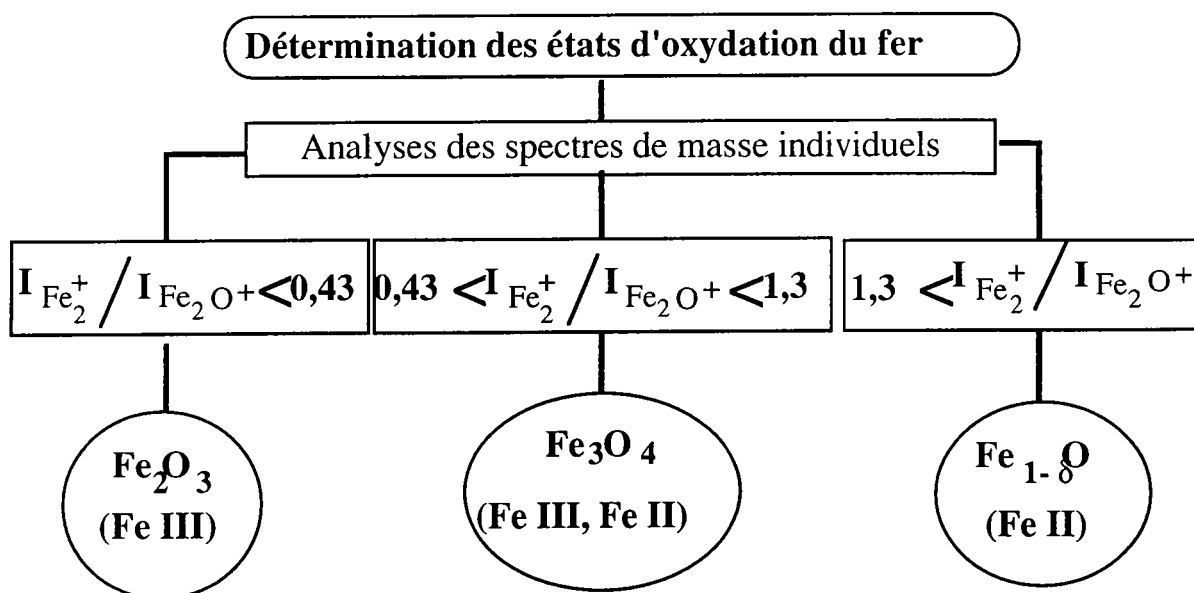 Détermination des états d'oxydation du fer
Analyses des spectres de masse individuels
I Fe₂⁺ / I Fe₂O⁺ <0,43
0,43 <I Fe₂⁺ / I Fe₂O⁺ <1,3
1,3 <I Fe₂⁺ / I Fe₂O⁺
Fe₂O₃
(Fe III)
Fe₃O₄
(Fe III, Fe II)
Fe₁₋δO
(Fe II)